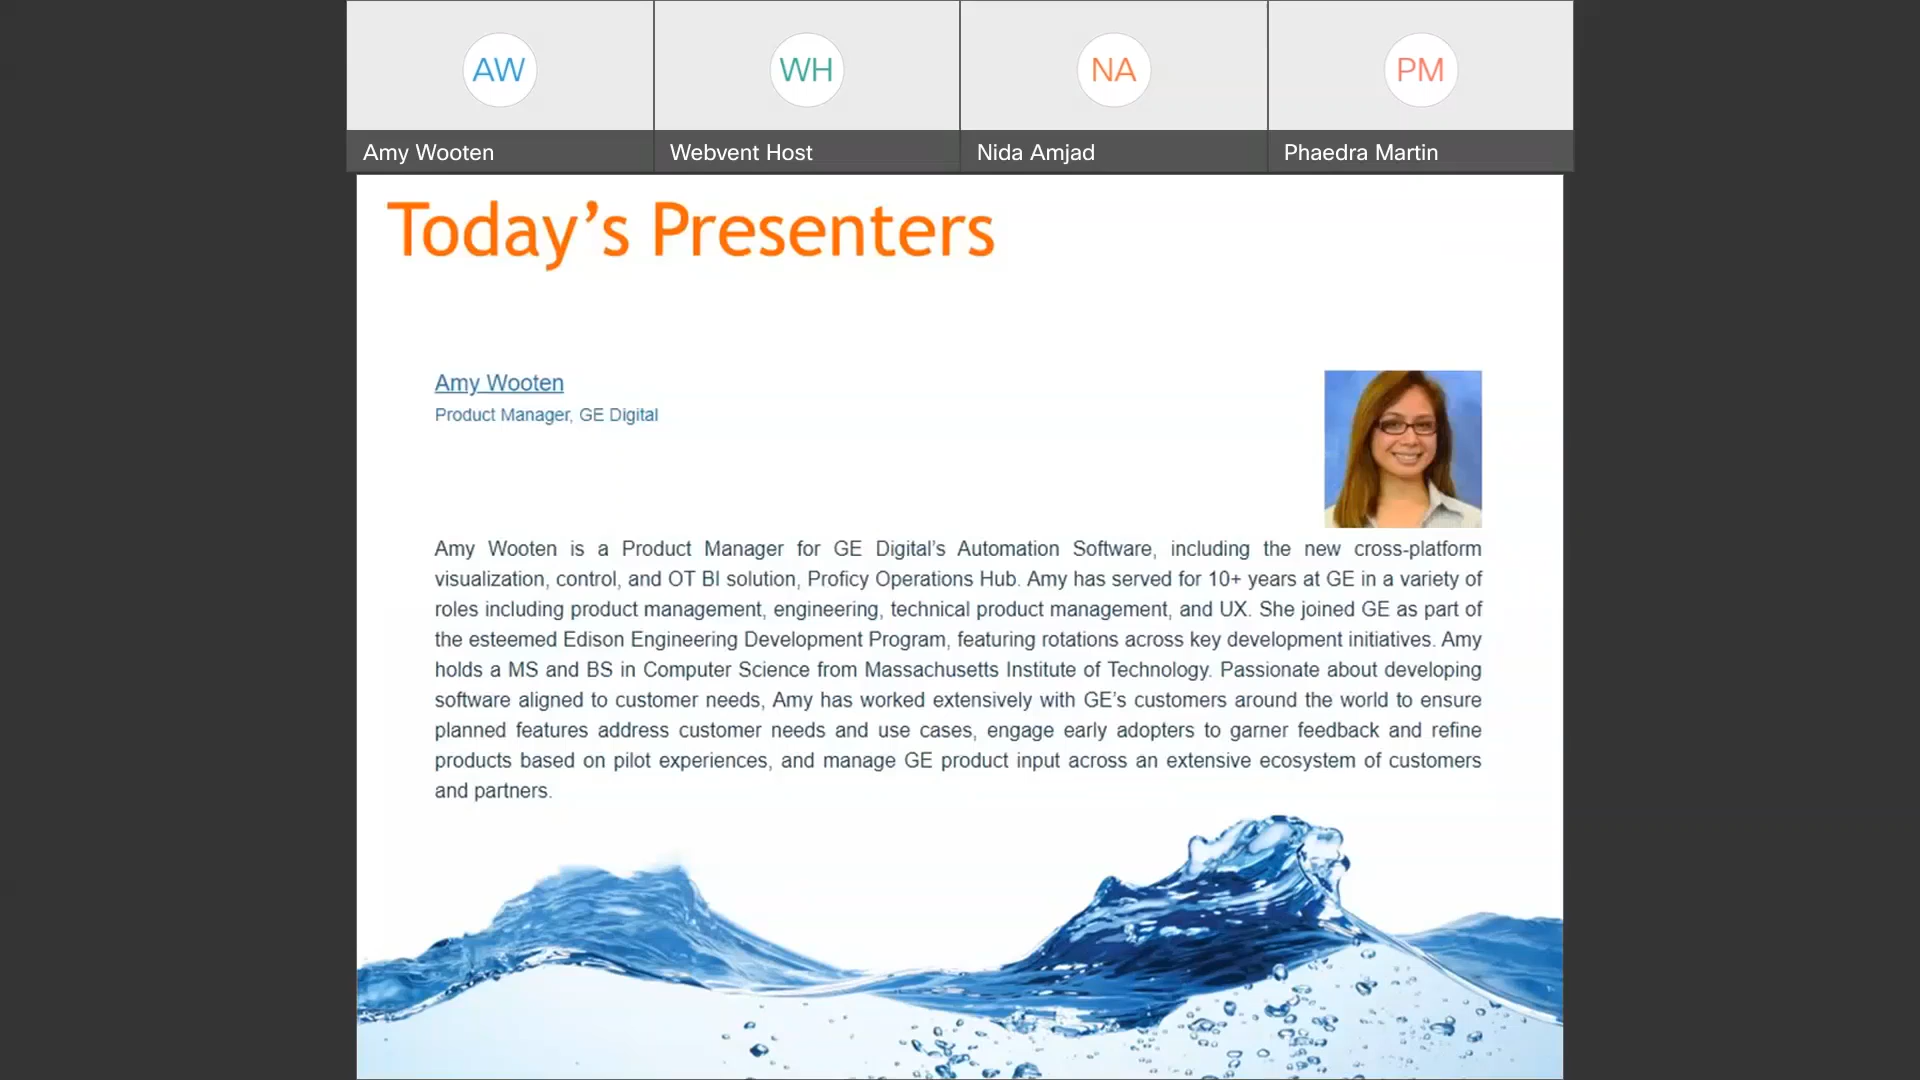 AW
WH
NA
PM
Amy Wooten
Webvent Host
Nida Amjad
Phaedra Martin
Today’s Presenters
Amy Wooten
Product Manager, GE Digital
Amy Wooten is a Product Manager for GE Digital’s Automation Software, including the new cross-platform
visualization, control, and OT BI solution, Proficy Operations Hub. Amy has served for 10+ years at GE in a variety of
roles including product management, engineering, technical product management, and UX. She joined GE as part of
the esteemed Edison Engineering Development Program, featuring rotations across key development initiatives. Amy
holds a MS and BS in Computer Science from Massachusetts Institute of Technology. Passionate about developing
software aligned to customer needs, Amy has worked extensively with GE’s customers around the world to ensure
planned features address customer needs and use cases, engage early adopters to garner feedback and refine
products based on pilot experiences, and manage GE product input across an extensive ecosystem of customers
and partners.